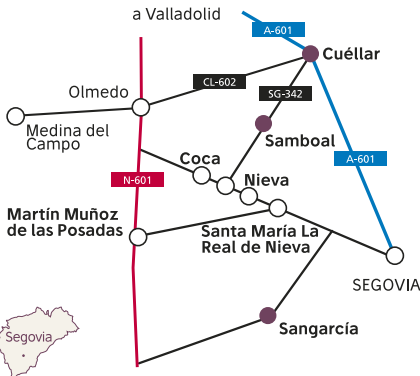 a Valladolid
A-601
Cuéllar
CL-602
Olmedo
SG-342
Medina del
Campo
Samboal
Coca
A-601
Nieva
N-601
Martín Muñoz
de las Posadas
Santa María La
Real de Nieva
SEGOVIA
Sangarcía
Segovia